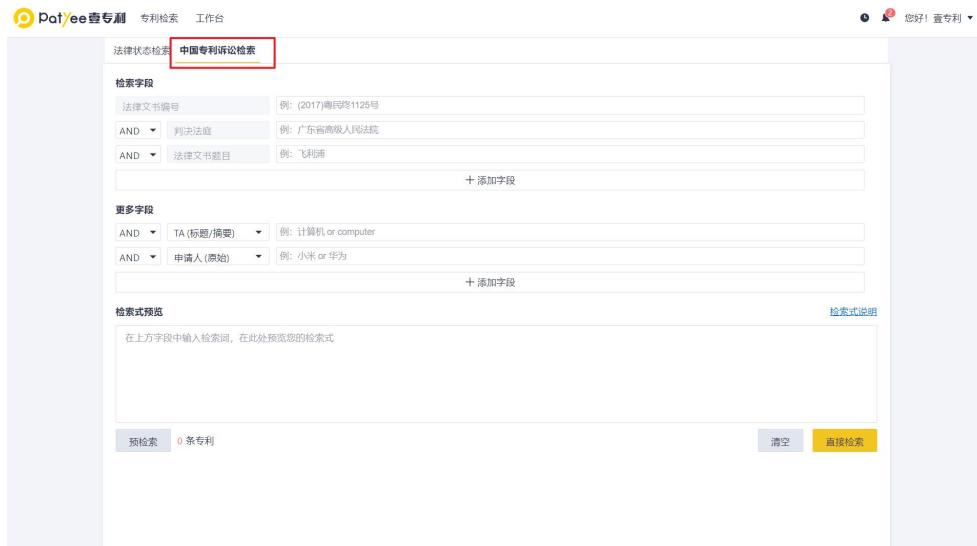 Patyee壹专利 专利检索 工作台 2 您好！壹专利
法律状态检索 中国专利诉讼检索
检索字段
法律文书编号 例：(2017)粤民终1125号
AND 判决法庭 例：广东省高级人民法院
AND 法律文书题目 例：飞利浦
＋添加字段
更多字段
AND TA (标题/摘要) 例：计算机 or computer
AND 申请人 (原始) 例：小米 or 华为
＋添加字段
检索式预览 检索式说明
在上方字段中输入检索词，在此处预览您的检索式
预检索 0 条专利 清空 直接检索